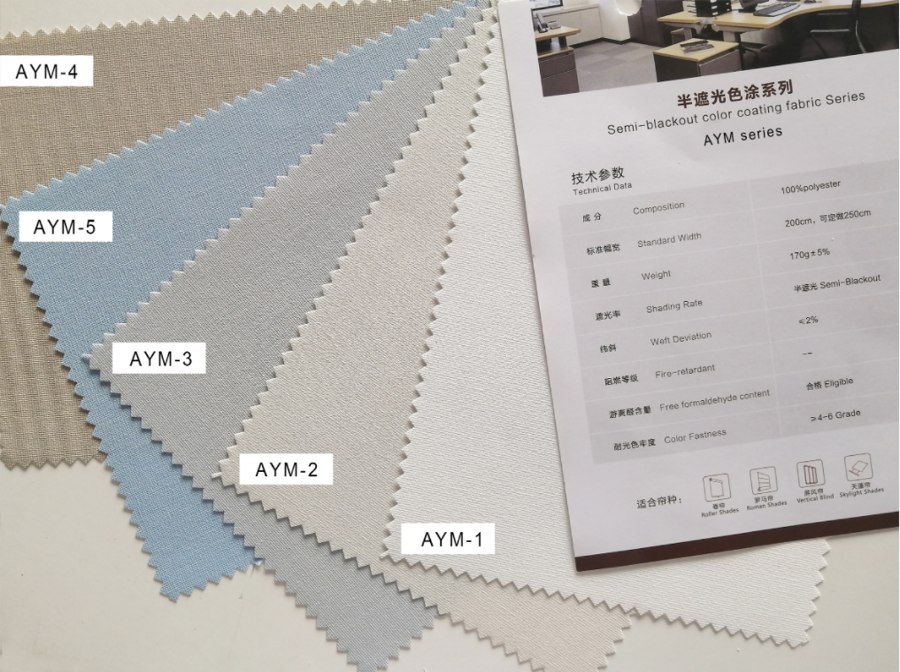 AYM-4
AYM-5
AYM-3
AYM-2
AYM-1
半遮光色涂系列
Semi-blackout color coating fabric Series
AYM series
技术参数
Technical Data
成 分 Composition 100%polyester
标准幅宽 Standard Width 200cm，可定做250cm
重 量 Weight 170g±5%
遮光率 Shading Rate 半遮光 Semi-Blackout
纬斜 Weft Deviation ≤2%
阻燃等级 Fire-retardant --
游离醛含量 Free formaldehyde content 合格 Eligible
耐光色牢度 Color Fastness ≥4-6 Grade
适合帘种：
卷帘 罗马帘 屏风帘 天蓬帘
Roller Shades Roman Shades Vertical Blind Skylight Shades